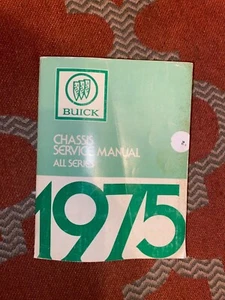 BUICK
CHASSIS
SERVICE MANUAL
ALL SERIES
1975